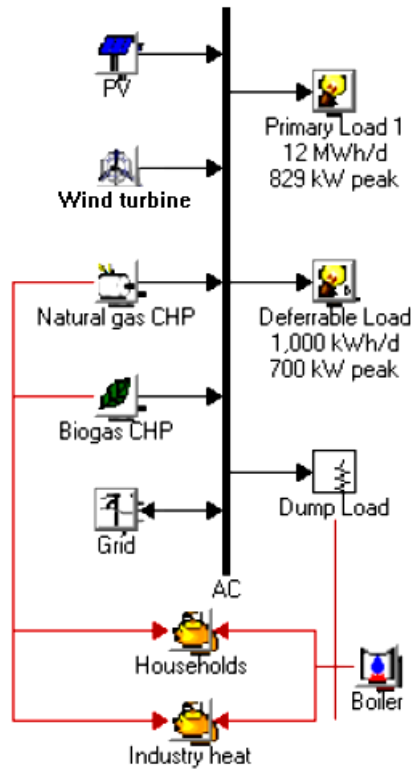 PV
Primary Load 1
12 MWh/d
829 kW peak
Wind turbine
Natural gas CHP
Deferrable Load
1,000 kWh/d
700 kW peak
Biogas CHP
Dump Load
Grid
AC
Households
Boiler
Industry heat